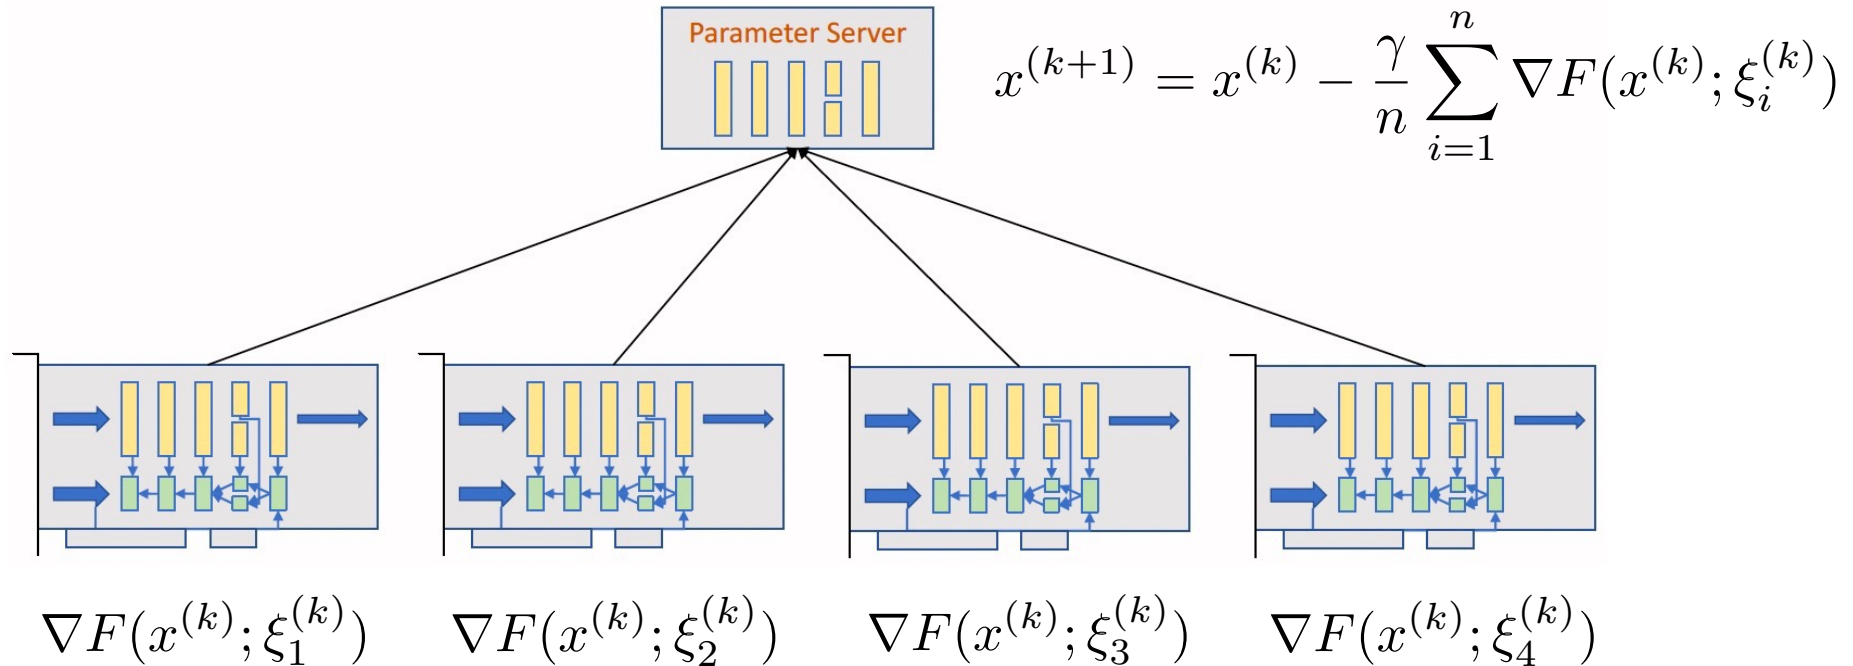 Parameter Server
x^{(k+1)} = x^{(k)} - \frac{\gamma}{n} \sum_{i=1}^{n} \nabla F(x^{(k)}; \xi_i^{(k)})
\nabla F(x^{(k)}; \xi_1^{(k)})
\nabla F(x^{(k)}; \xi_2^{(k)})
\nabla F(x^{(k)}; \xi_3^{(k)})
\nabla F(x^{(k)}; \xi_4^{(k)})